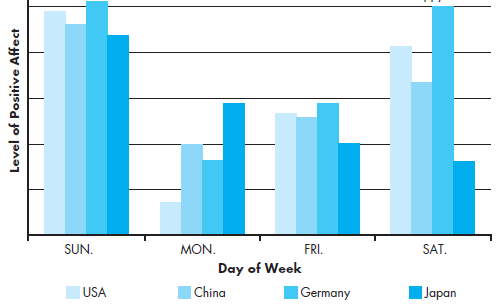 Level of Positive Affect
SUN. MON. FRI. SAT.
Day of Week
USA China Germany Japan